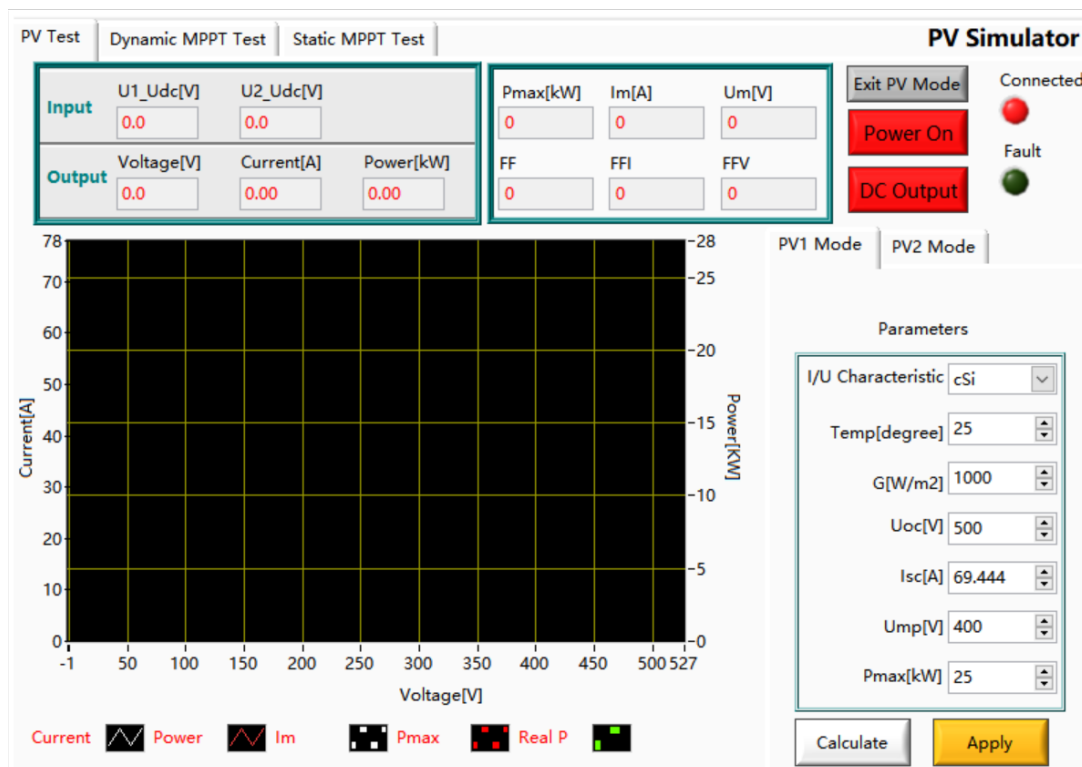 PV Test
Dynamic MPPT Test
Static MPPT Test
PV Simulator
Input
U1_Udc[V]
U2_Udc[V]
0.0
0.0
Output
Voltage[V]
Current[A]
Power[kW]
0.0
0.00
0.00
Pmax[kW]
Im[A]
Um[V]
0
0
0
FF
FFI
FFV
0
0
0
Exit PV Mode
Connected
Power On
Fault
DC Output
78
70
60
50
40
30
20
10
0
Current[A]
-1
50
100
150
200
250
300
350
400
450
500
527
Voltage[V]
28
25
20
15
10
5
0
Power[KW]
Current
Power
Im
Pmax
Real P
PV1 Mode
PV2 Mode
Parameters
I/U Characteristic cSi
Temp[degree] 25
G[W/m2] 1000
Uoc[V] 500
Isc[A] 69.444
Ump[V] 400
Pmax[kW] 25
Calculate
Apply